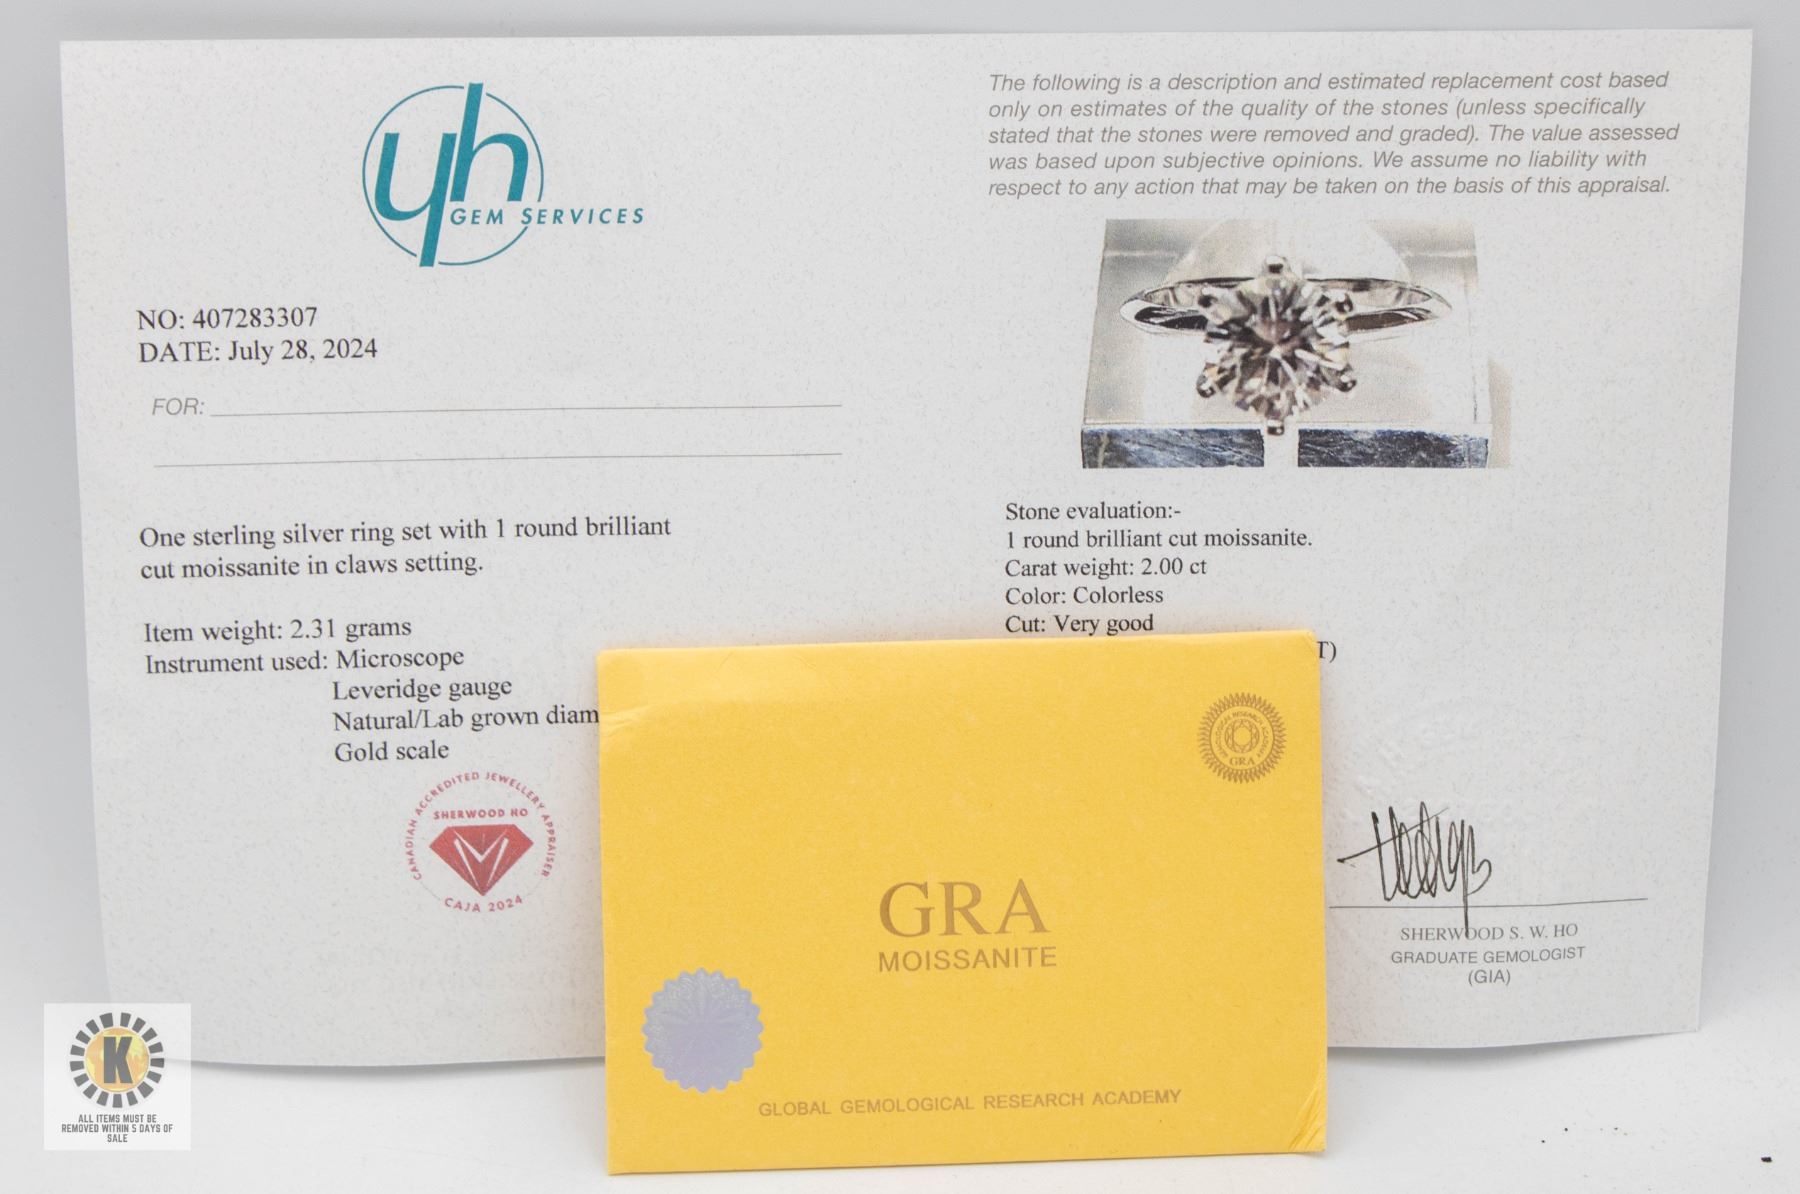 yh
GEM SERVICES
NO: 407283307
DATE: July 28, 2024
FOR:
One sterling silver ring set with 1 round brilliant
cut moissanite in claws setting.
Item weight: 2.31 grams
Instrument used: Microscope
Leveridge gauge
Natural/Lab grown diam
Gold scale
CANADIAN ACCREDITED JEWELLERY APPRAISER
SHERWOOD HO
CAJA 2024
The following is a description and estimated replacement cost based
only on estimates of the quality of the stones (unless specifically
stated that the stones were removed and graded). The value assessed
was based upon subjective opinions. We assume no liability with
respect to any action that may be taken on the basis of this appraisal.
Stone evaluation:-
1 round brilliant cut moissanite.
Carat weight: 2.00 ct
Color: Colorless
Cut: Very good
T)
SHERWOOD S. W. HO
GRADUATE GEMOLOGIST
(GIA)
GEMOLOGICAL RESEARCH ACADEMY
GRA
GRA
MOISSANITE
GLOBAL GEMOLOGICAL RESEARCH ACADEMY
K
ALL ITEMS MUST BE
REMOVED WITHIN 5 DAYS OF
SALE